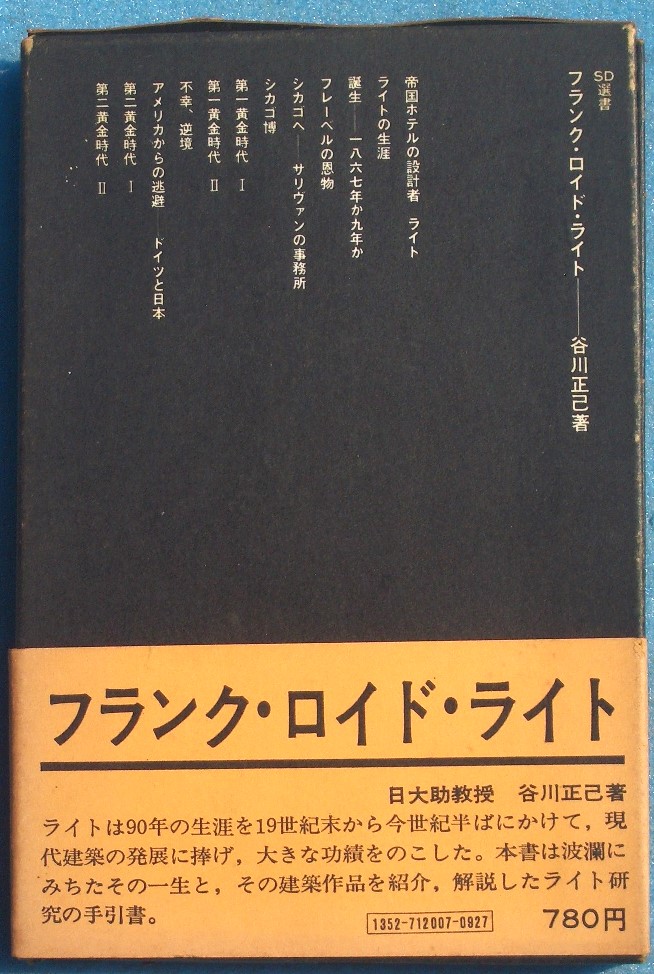 SD選書
フランク・ロイド・ライト――谷川正己著
帝国ホテルの設計者 ライト
ライトの生涯
誕生――一八六七年か九年か
フレーベルの恩物
シカゴへ――サリヴァンの事務所
シカゴ博
第一黄金時代 Ⅰ
第一黄金時代 Ⅱ
不幸、逆境
アメリカからの逃避――ドイツと日本
第二黄金時代 Ⅰ
第二黄金時代 Ⅱ
フランク・ロイド・ライト
日大助教授 谷川正己著
ライトは90年の生涯を19世紀末から今世紀半ばにかけて，現
代建築の発展に捧げ，大きな功績をのこした。本書は波瀾に
みちたその一生と，その建築作品を紹介，解説したライト研
究の手引書。
1352-712007-0927
780円